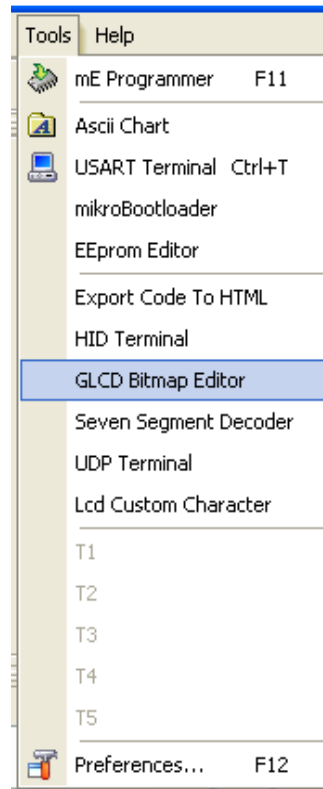 Tools Help
mE Programmer F11
Ascii Chart
USART Terminal Ctrl+T
mikroBootloader
EEprom Editor
Export Code To HTML
HID Terminal
GLCD Bitmap Editor
Seven Segment Decoder
UDP Terminal
Lcd Custom Character
T1
T2
T3
T4
T5
Preferences... F12